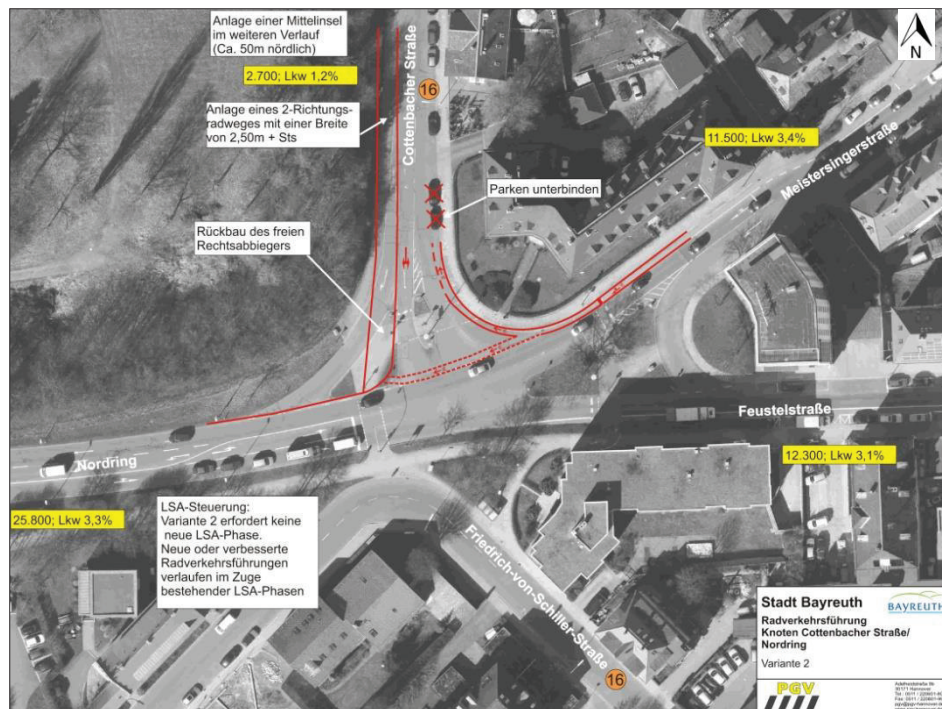 Anlage einer Mittelinsel
im weiteren Verlauf
(Ca. 50m nördlich)
2.700; Lkw 1,2%
Anlage eines 2-Richtungs-
radweges mit einer Breite
von 2,50m + Sts
Cottenbacher Straße
16
N
11.500; Lkw 3,4%
Meistersingerstraße
Parken unterbinden
Rückbau des freien
Rechtsabbiegers
Feustelstraße
12.300; Lkw 3,1%
Nordring
25.800; Lkw 3,3%
LSA-Steuerung:
Variante 2 erfordert keine
neue LSA-Phase.
Neue oder verbesserte
Radverkehrsführungen
verlaufen im Zuge
bestehender LSA-Phasen
Friedrich-von-Schiller-Straße
16
Stadt Bayreuth
BAYREUTH
Radverkehrsführung
Knoten Cottenbacher Straße/
Nordring
Variante 2
PGV